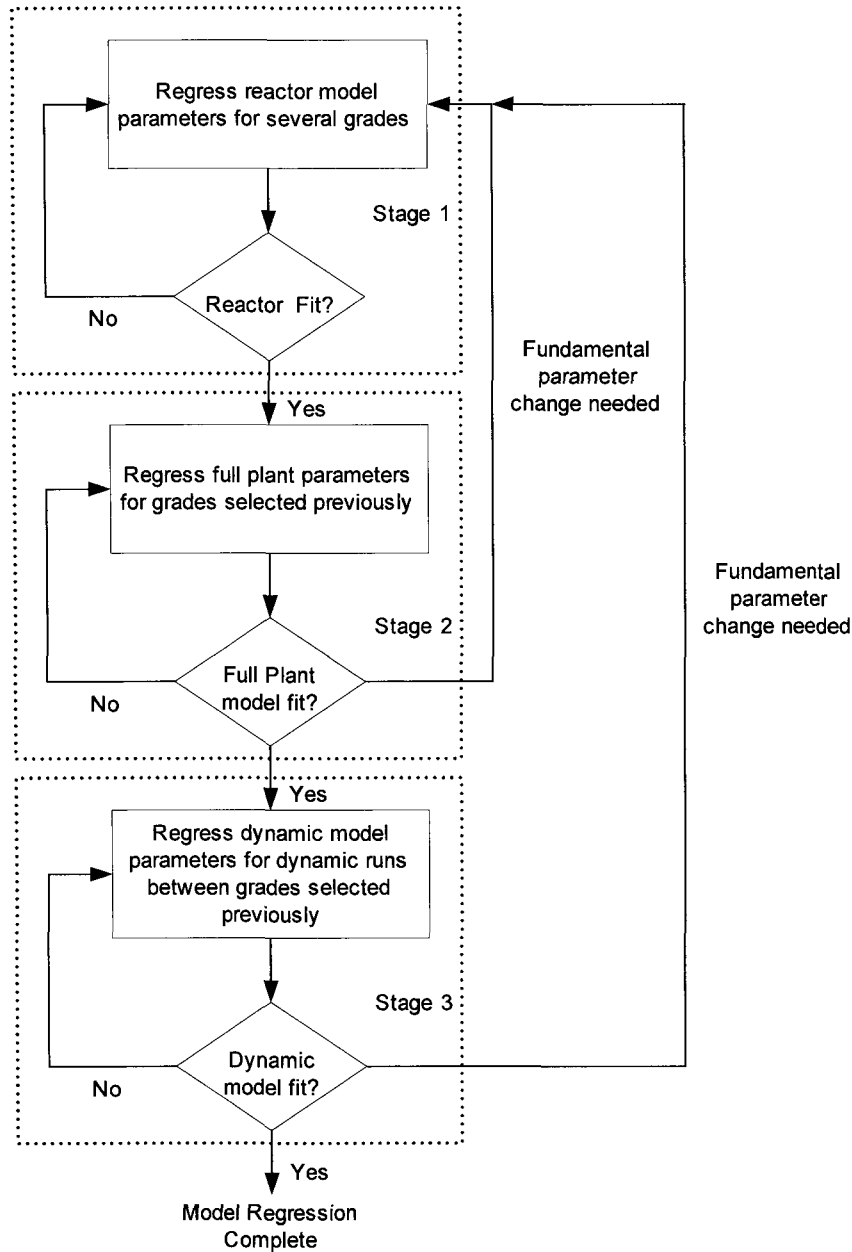 Regress reactor model
parameters for several grades
Stage 1
Reactor Fit?
No
Yes
Fundamental
parameter
change needed
Regress full plant parameters
for grades selected previously
Stage 2
Full Plant
model fit?
No
Yes
Fundamental
parameter
change needed
Regress dynamic model
parameters for dynamic runs
between grades selected
previously
Stage 3
Dynamic
model fit?
No
Yes
Model Regression
Complete